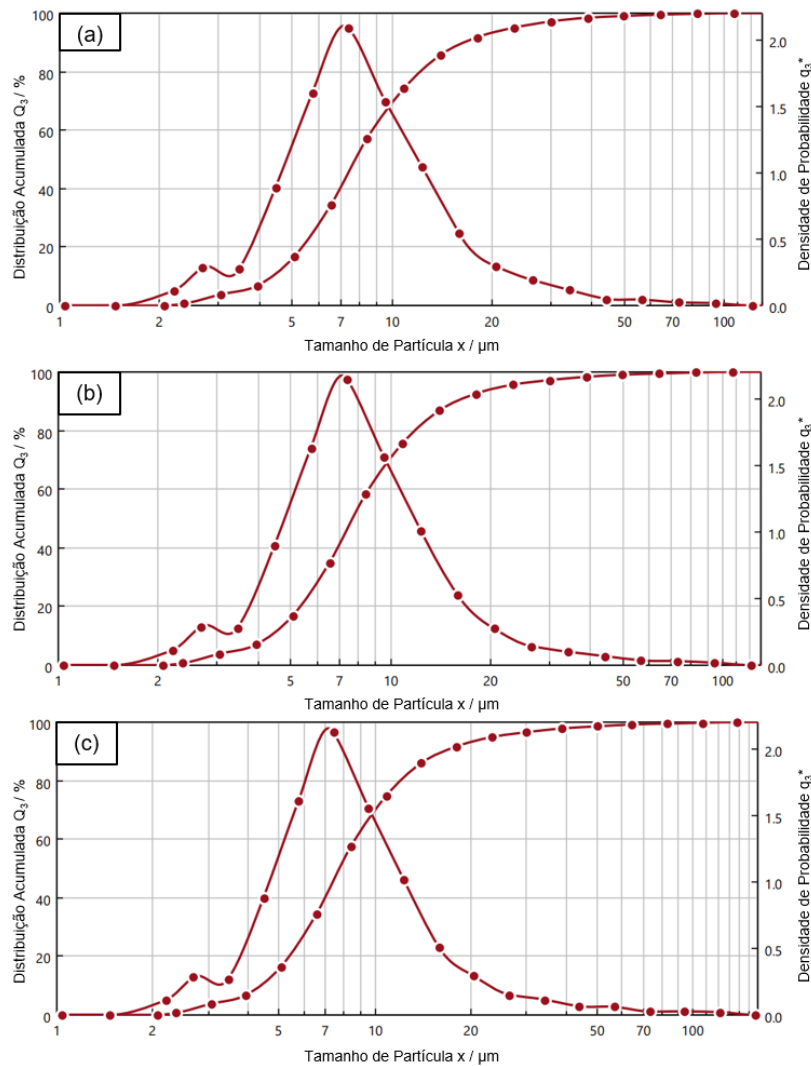 (a)
Distribuição Acumulada Q3 / %
100
80
60
40
20
0
2.0
1.5
1.2
0.5
0.0
Densidade de Probabilidade q3*
1 2 5 7 10 20 50 70 100
Tamanho de Partícula x / µm
(b)
Distribuição Acumulada Q3 / %
100
80
60
40
20
0
2.0
1.5
1.0
0.5
0.0
Densidade de Probabilidade q3*
1 2 5 7 10 20 50 70 100
Tamanho de Partícula x / µm
(c)
Distribuição Acumulada Q3 / %
100
80
60
40
20
0
2.0
1.5
1.0
0.5
0.0
Densidade de Probabilidade q3*
1 2 5 7 10 20 50 70 100
Tamanho de Partícula x / µm